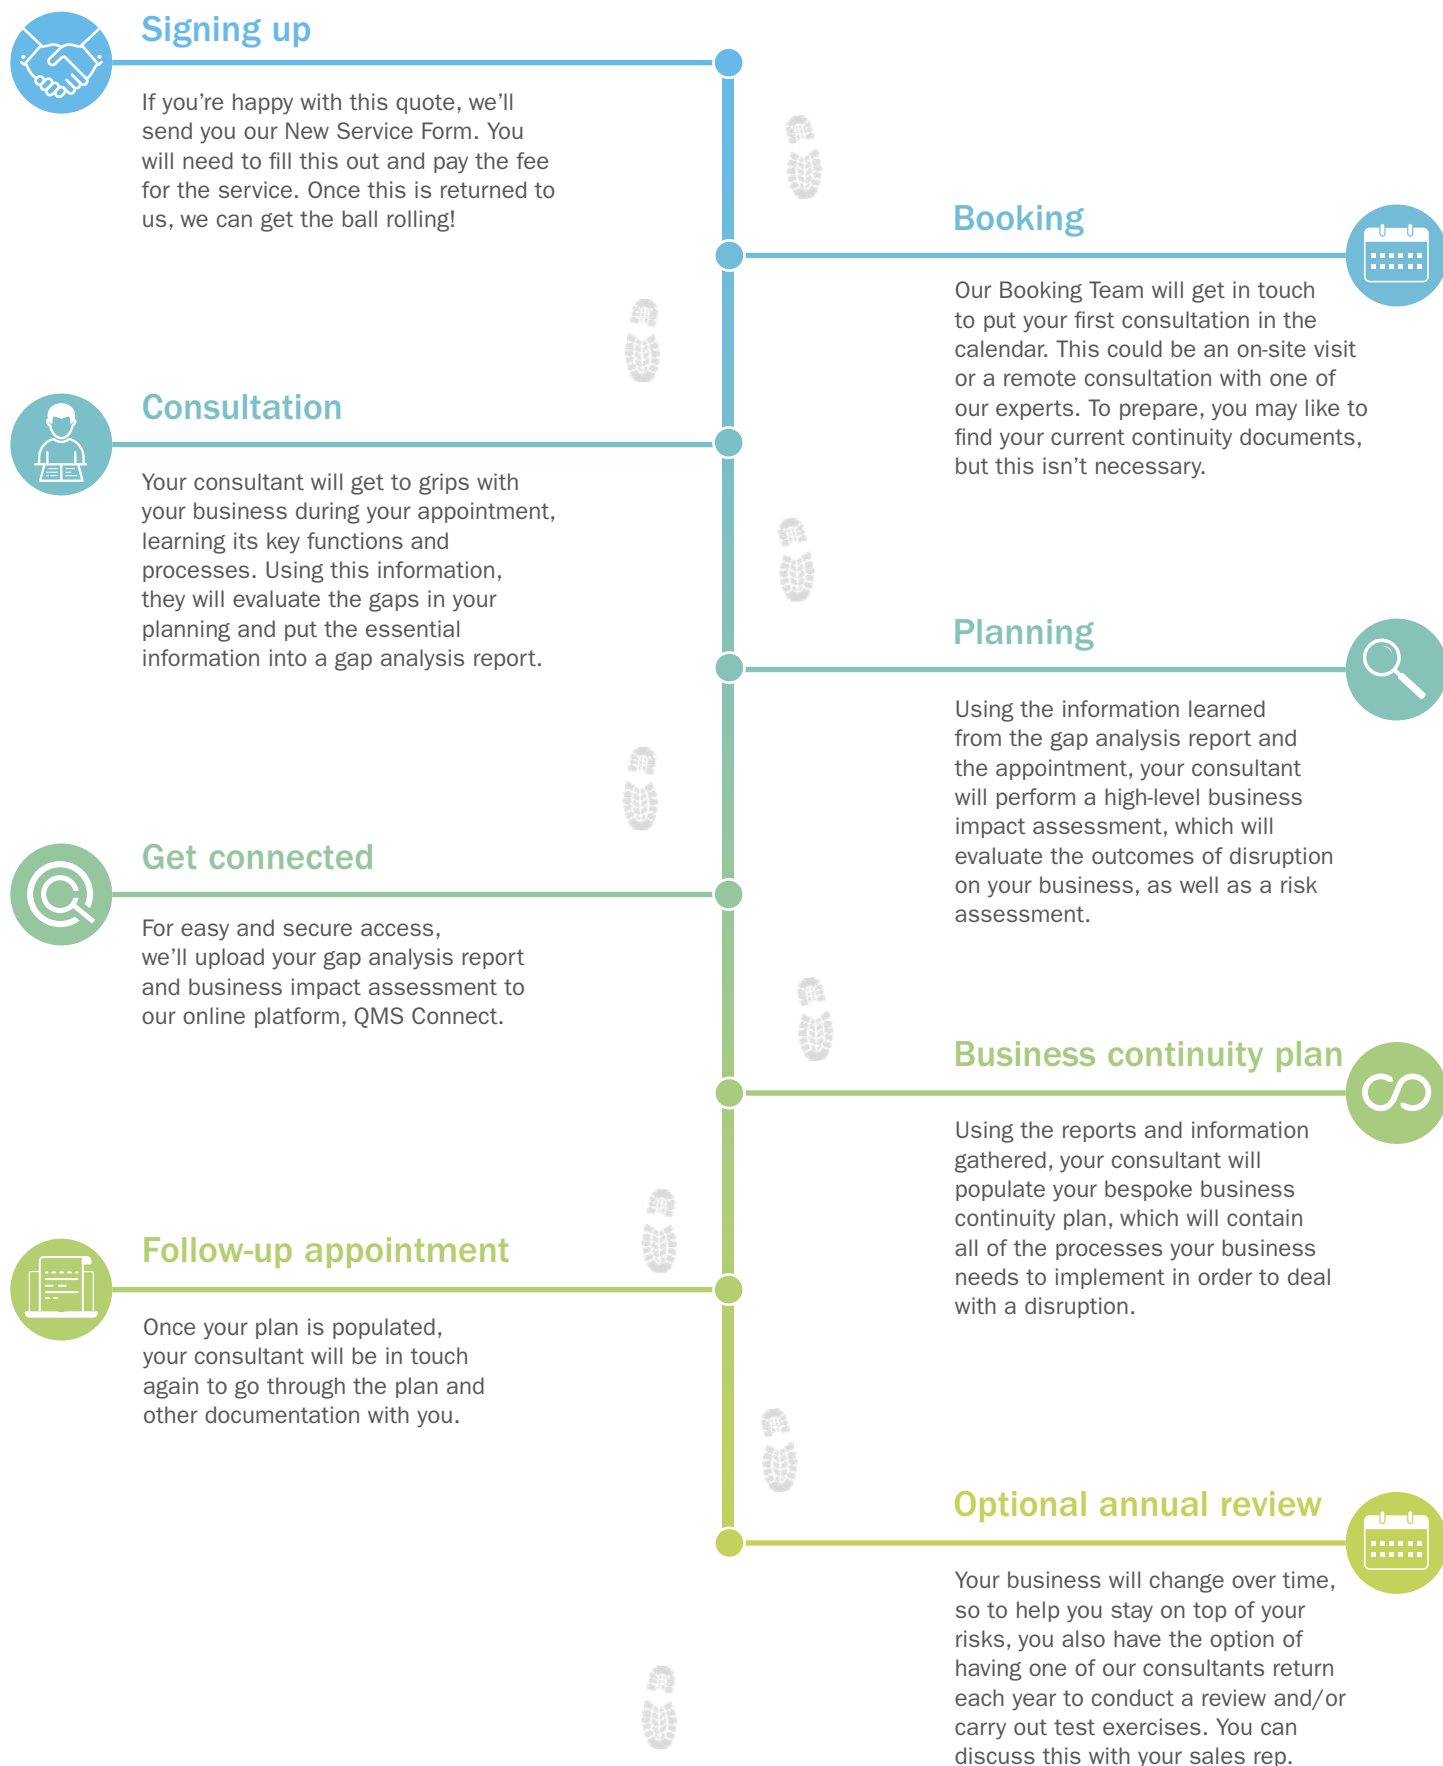 Signing up
If you’re happy with this quote, we’ll
send you our New Service Form. You
will need to fill this out and pay the fee
for the service. Once this is returned to
us, we can get the ball rolling!
Booking
Our Booking Team will get in touch
to put your first consultation in the
calendar. This could be an on-site visit
or a remote consultation with one of
our experts. To prepare, you may like to
find your current continuity documents,
but this isn’t necessary.
Consultation
Your consultant will get to grips with
your business during your appointment,
learning its key functions and
processes. Using this information,
they will evaluate the gaps in your
planning and put the essential
information into a gap analysis report.
Planning
Using the information learned
from the gap analysis report and
the appointment, your consultant
will perform a high-level business
impact assessment, which will
evaluate the outcomes of disruption
on your business, as well as a risk
assessment.
Get connected
For easy and secure access,
we’ll upload your gap analysis report
and business impact assessment to
our online platform, QMS Connect.
Business continuity plan
Using the reports and information
gathered, your consultant will
populate your bespoke business
continuity plan, which will contain
all of the processes your business
needs to implement in order to deal
with a disruption.
Follow-up appointment
Once your plan is populated,
your consultant will be in touch
again to go through the plan and
other documentation with you.
Optional annual review
Your business will change over time,
so to help you stay on top of your
risks, you also have the option of
having one of our consultants return
each year to conduct a review and/or
carry out test exercises. You can
discuss this with your sales rep.